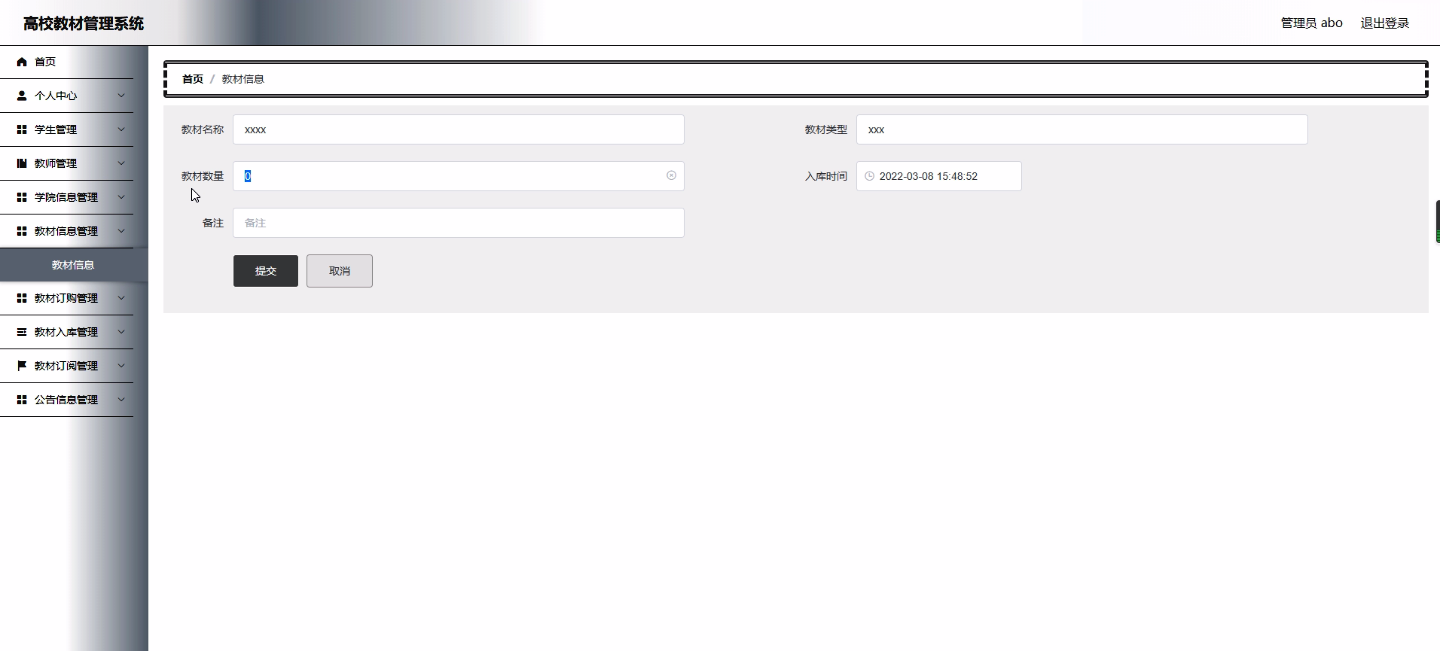 高校教材管理系统
管理员 abo 退出登录
首页
个人中心
学生管理
教师管理
学院信息管理
教材信息管理
教材信息
教材订购管理
教材入库管理
教材订阅管理
公告信息管理
首页 / 教材信息
教材名称 xxxx 教材类型 xxx
教材数量 0 入库时间 2022-03-08 15:48:52
备注 备注
提交 取消